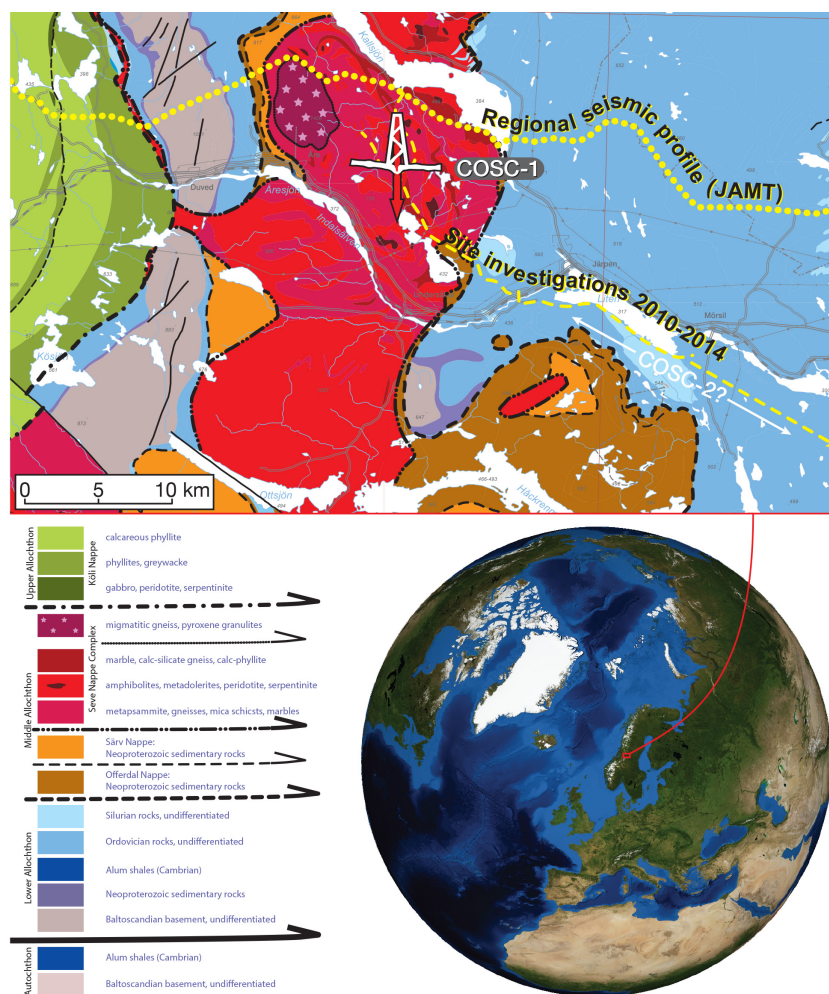 Kallsjön
Regional seismic profile (JAMT)
COSC-1
Duved
Åresjön
Indalsälven
Site investigations 2010-2014
Järpen
Liten
Mörsil
COSC-2?
Ottsjön
0 5 10 km
Upper Allochthon
Köli Nappe
calcareous phyllite
phyllites, greywacke
gabbro, peridotite, serpentinite
Middle Allochthon
Seve Nappe Complex
migmatitic gneiss, pyroxene granulites
marble, calc-silicate gneiss, calc-phyllite
amphibolites, metadolerites, peridotite, serpentinite
metapsammite, gneisses, mica schicsts, marbles
Särv Nappe:
Neoproterozoic sedimentary rocks
Offerdal Nappe:
Neoproterozoic sedimentary rocks
Lower Allochthon
Silurian rocks, undifferentiated
Ordovician rocks, undifferentiated
Alum shales (Cambrian)
Neoproterozoic sedimentary rocks
Baltoscandian basement, undifferentiated
Autochthon
Alum shales (Cambrian)
Baltoscandian basement, undifferentiated